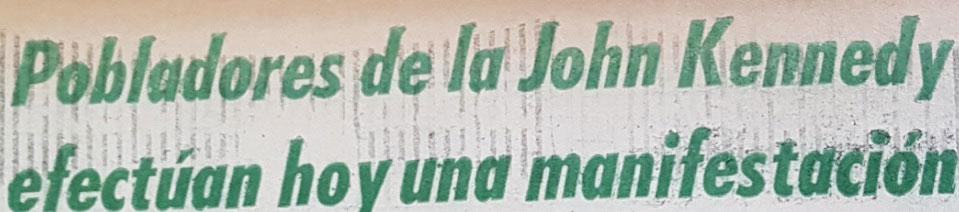 Pobladores de la John Kennedy
efectúan hoy una manifestación